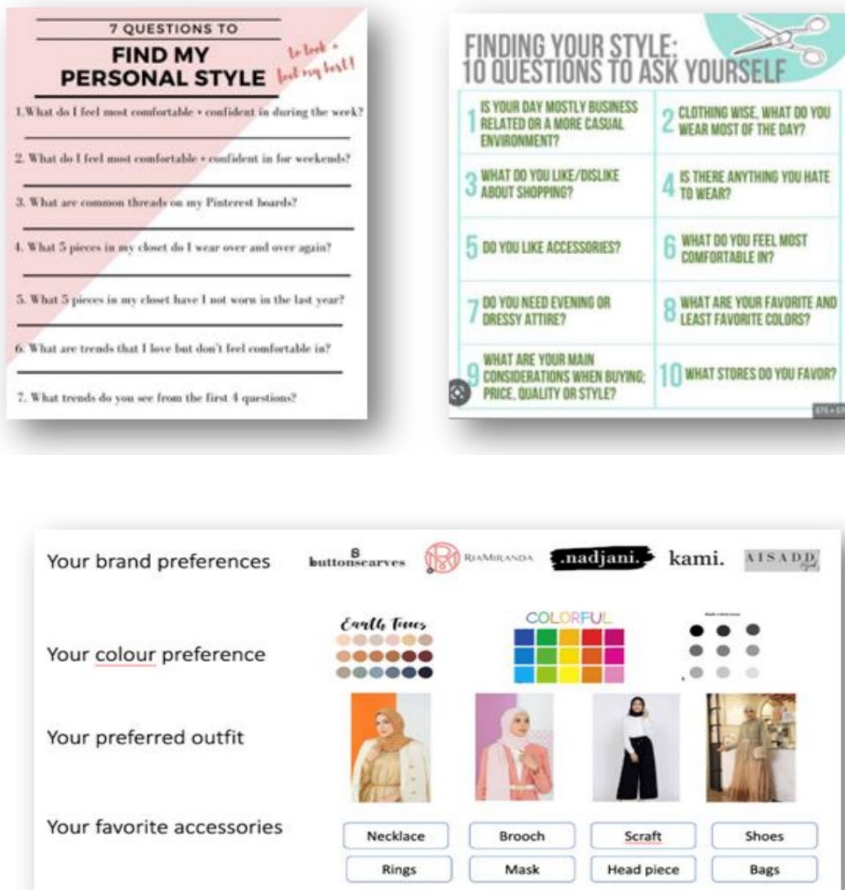 7 QUESTIONS TO
FIND MY
PERSONAL STYLE
to look +
feel my best!
1.What do I feel most comfortable + confident in during the week?
2. What do I feel most comfortable + confident in for weekends?
3. What are common threads on my Pinterest boards?
4. What 5 pieces in my closet do I wear over and over again?
5. What 5 pieces in my closet have I not worn in the last year?
6. What are trends that I love but don't feel comfortable in?
7. What trends do you see from the first 4 questions?
FINDING YOUR STYLE:
10 QUESTIONS TO ASK YOURSELF
1 IS YOUR DAY MOSTLY BUSINESS
RELATED OR A MORE CASUAL
ENVIRONMENT?
2 CLOTHING WISE, WHAT DO YOU
WEAR MOST OF THE DAY?
3 WHAT DO YOU LIKE/DISLIKE
ABOUT SHOPPING?
4 IS THERE ANYTHING YOU HATE
TO WEAR?
5 DO YOU LIKE ACCESSORIES?
6 WHAT DO YOU FEEL MOST
COMFORTABLE IN?
7 DO YOU NEED EVENING OR
DRESSY ATTIRE?
8 WHAT ARE YOUR FAVORITE AND
LEAST FAVORITE COLORS?
9 WHAT ARE YOUR MAIN
CONSIDERATIONS WHEN BUYING:
PRICE, QUALITY OR STYLE?
10 WHAT STORES DO YOU FAVOR?
Your brand preferences
buttonscarves
RIAMIRANDA
.nadjani.
kami.
AISADD
Your colour preference
Earth Tones
COLORFUL
Your preferred outfit
Your favorite accessories
Necklace Brooch Scraft Shoes
Rings Mask Head piece Bags